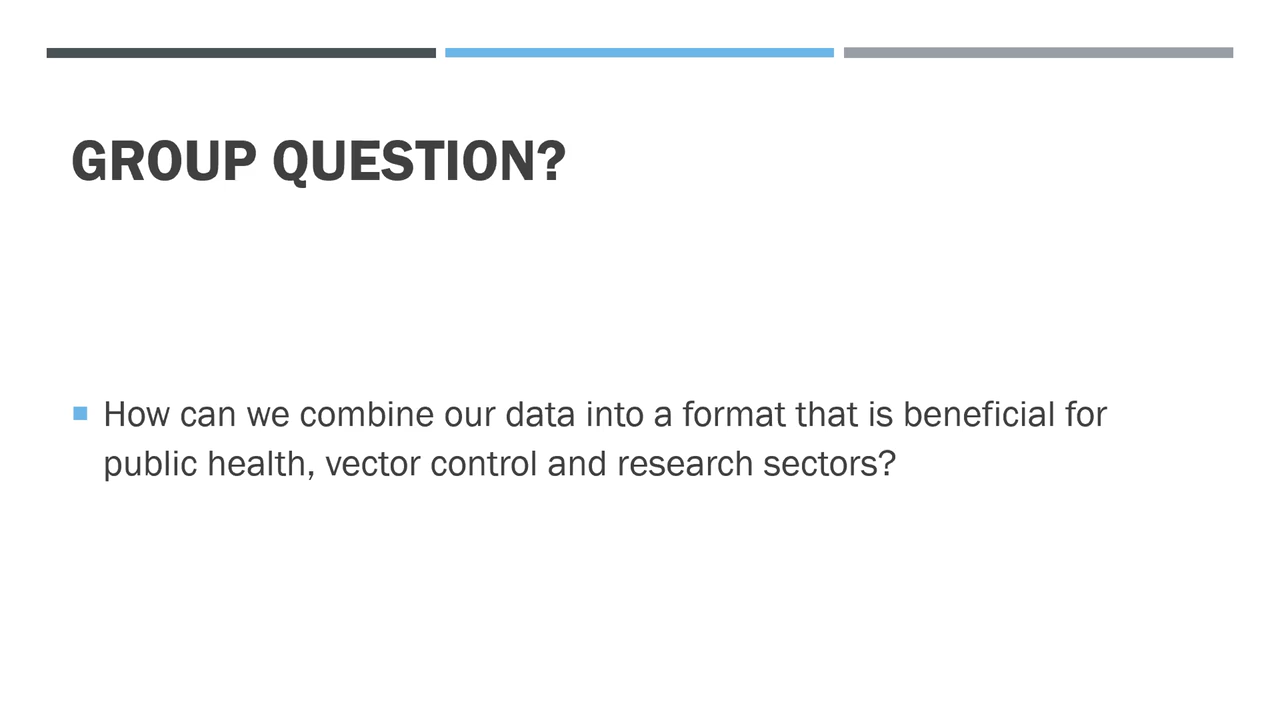 GROUP QUESTION?
How can we combine our data into a format that is beneficial for
public health, vector control and research sectors?